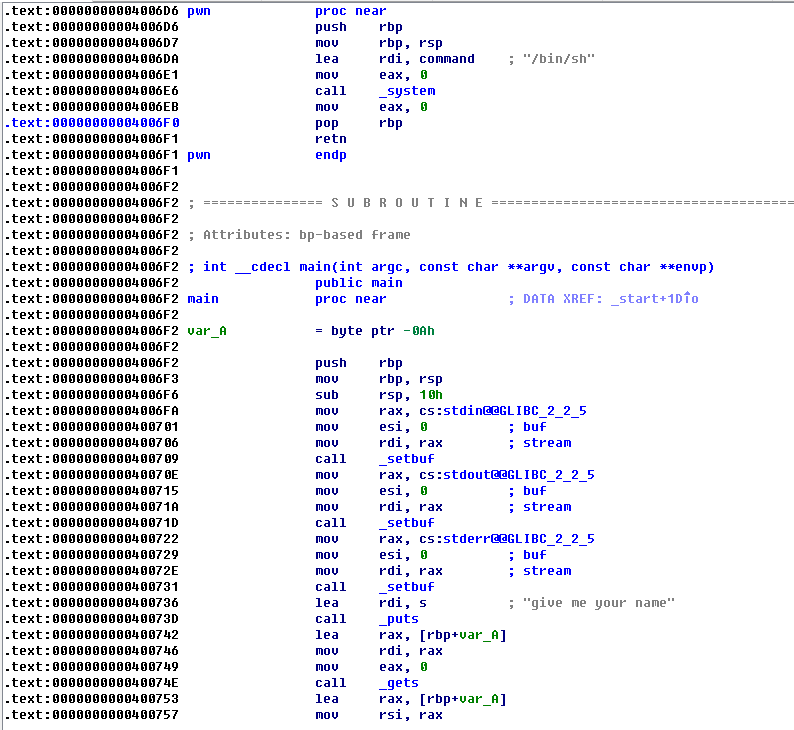 .text:00000000004006D6 pwn proc near
.text:00000000004006D6 push rbp
.text:00000000004006D7 mov rbp, rsp
.text:00000000004006DA lea rdi, command ; "/bin/sh"
.text:00000000004006E1 mov eax, 0
.text:00000000004006E6 call _system
.text:00000000004006EB mov eax, 0
.text:00000000004006F0 pop rbp
.text:00000000004006F1 retn
.text:00000000004006F1 pwn endp
.text:00000000004006F1
.text:00000000004006F2
.text:00000000004006F2 ; =============== S U B R O U T I N E =======================================
.text:00000000004006F2
.text:00000000004006F2 ; Attributes: bp-based frame
.text:00000000004006F2
.text:00000000004006F2 ; int __cdecl main(int argc, const char **argv, const char **envp)
.text:00000000004006F2 public main
.text:00000000004006F2 main proc near ; DATA XREF: _start+1D↑o
.text:00000000004006F2
.text:00000000004006F2 var_A = byte ptr -0Ah
.text:00000000004006F2
.text:00000000004006F2 push rbp
.text:00000000004006F3 mov rbp, rsp
.text:00000000004006F6 sub rsp, 10h
.text:00000000004006FA mov rax, cs:stdin@@GLIBC_2_2_5
.text:0000000000400701 mov esi, 0 ; buf
.text:0000000000400706 mov rdi, rax ; stream
.text:0000000000400709 call _setbuf
.text:000000000040070E mov rax, cs:stdout@@GLIBC_2_2_5
.text:0000000000400715 mov esi, 0 ; buf
.text:000000000040071A mov rdi, rax ; stream
.text:000000000040071D call _setbuf
.text:0000000000400722 mov rax, cs:stderr@@GLIBC_2_2_5
.text:0000000000400729 mov esi, 0 ; buf
.text:000000000040072E mov rdi, rax ; stream
.text:0000000000400731 call _setbuf
.text:0000000000400736 lea rdi, s ; "give me your name"
.text:000000000040073D call _puts
.text:0000000000400742 lea rax, [rbp+var_A]
.text:0000000000400746 mov rdi, rax
.text:0000000000400749 mov eax, 0
.text:000000000040074E call _gets
.text:0000000000400753 lea rax, [rbp+var_A]
.text:0000000000400757 mov rsi, rax